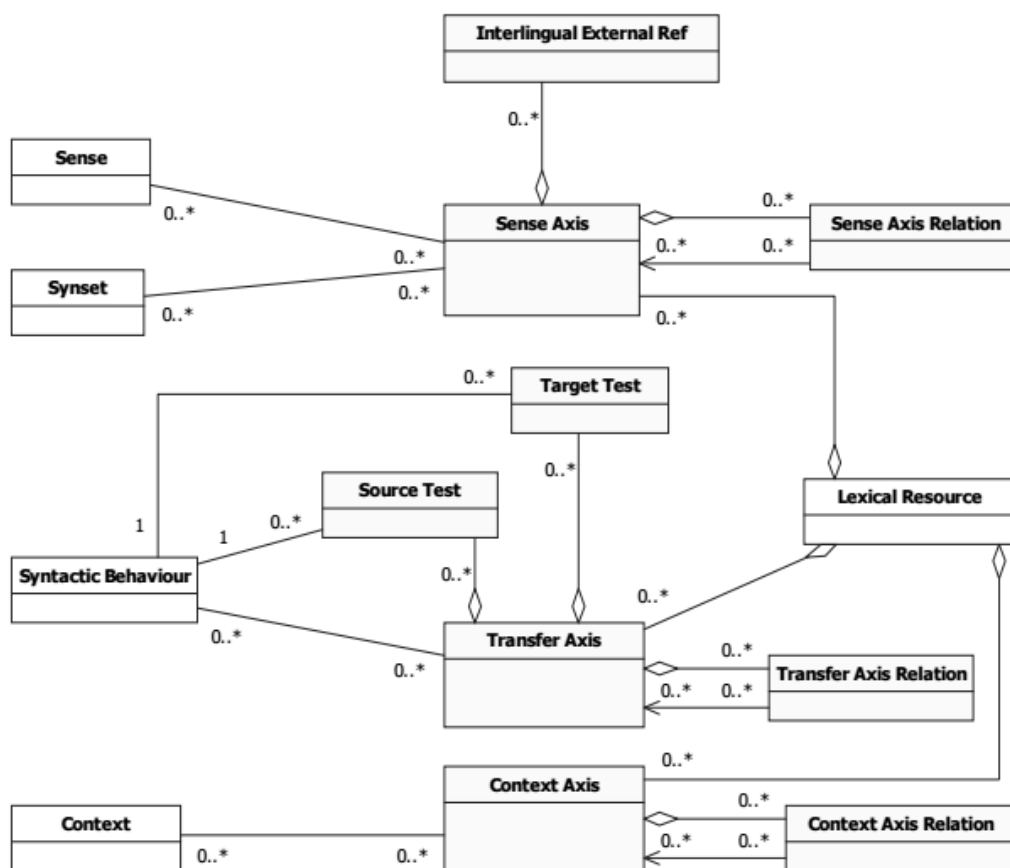 Interlingual External Ref
0..*
Sense
0..*
0..*
Sense Axis
0..*
Sense Axis Relation
0..*
0..*
Synset
0..*
0..*
0..*
0..*
Target Test
0..*
Source Test
0..*
Lexical Resource
1
1
0..*
Syntactic Behaviour
0..*
0..*
0..*
0..*
Transfer Axis
0..*
Transfer Axis Relation
0..*
0..*
0..*
Context Axis
0..*
Context
Context Axis Relation
0..*
0..*
0..*
0..*